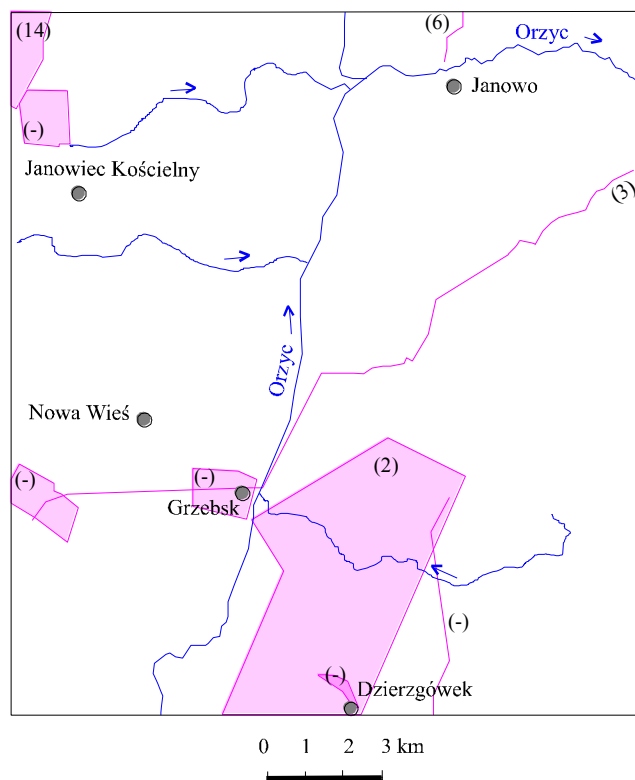 (14)
(6)
Orzyc
Janowo
(-)
Janowiec Kościelny
(3)
Orzyc
Nowa Wieś
(2)
(-)
(-)
Grzebsk
(-)
(-)
Dzierzgówek
0 1 2 3 km